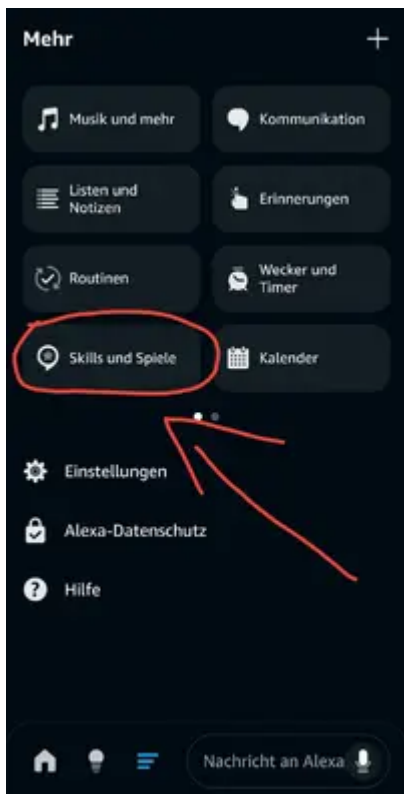 Mehr
Musik und mehr
Kommunikation
Listen und
Notizen
Erinnerungen
Routinen
Wecker und
Timer
Skills und Spiele
Kalender
Einstellungen
Alexa-Datenschutz
Hilfe
Nachricht an Alexa